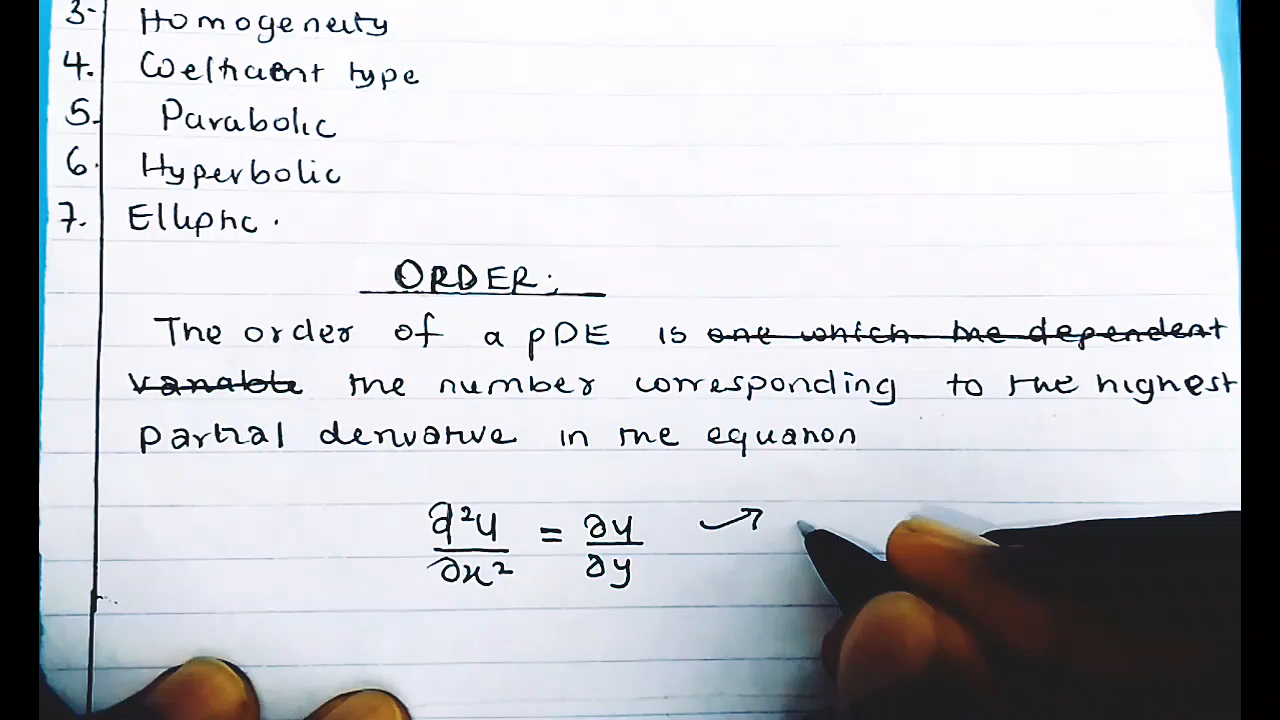 3. Homogeneity
4. Coefficient type
5. Parabolic
6. Hyperbolic
7. Elliptic.
ORDER:
The order of a PDE is one which the dependent
variable the number corresponding to the highest
partial derivative in the equation
∂²u/∂x² = ∂u/∂y →